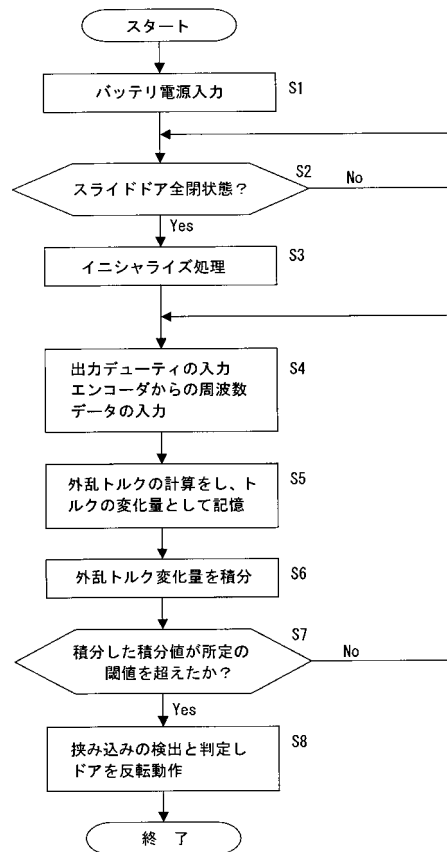 スタート
バッテリ電源入力
S1
スライドドア全閉状態？
S2
No
Yes
イニシャライズ処理
S3
出力デューティの入力
エンコーダからの周波数
データの入力
S4
外乱トルクの計算をし、ト
ルクの変化量として記憶
S5
外乱トルク変化量を積分
S6
積分した積分値が所定の
閾値を超えたか？
S7
No
Yes
挟み込みの検出と判定し
ドアを反転動作
S8
終 了